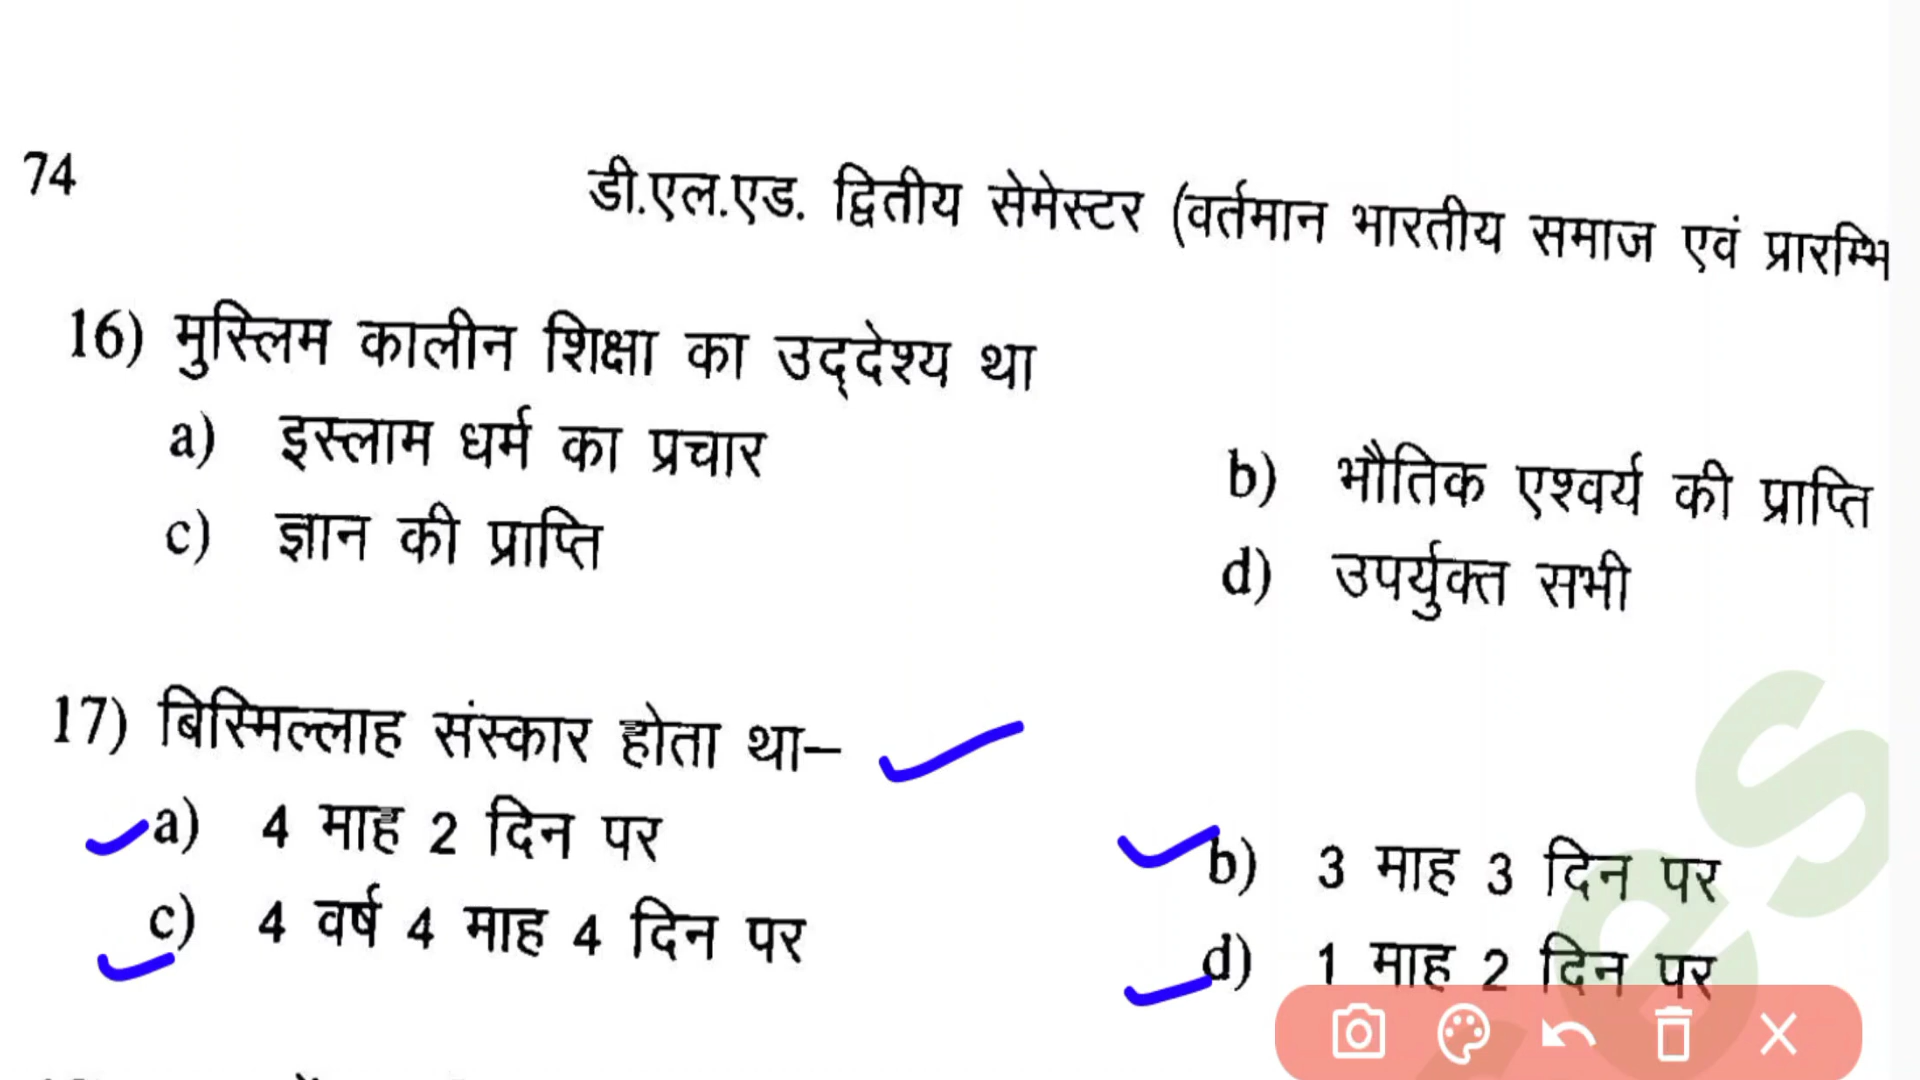 74
डी.एल.एड. द्वितीय सेमेस्टर (वर्तमान भारतीय समाज एवं प्रारम्भि
16) मुस्लिम कालीन शिक्षा का उद्‌देश्य था
a) इस्लाम धर्म का प्रचार
b) भौतिक एश्वर्य की प्राप्ति
c) ज्ञान की प्राप्ति
d) उपर्युक्त सभी
17) बिस्मिल्लाह संस्कार होता था–
a) 4 माह 2 दिन पर
b) 3 माह 3 दिन पर
c) 4 वर्ष 4 माह 4 दिन पर
d) 1 माह 2 दिन पर